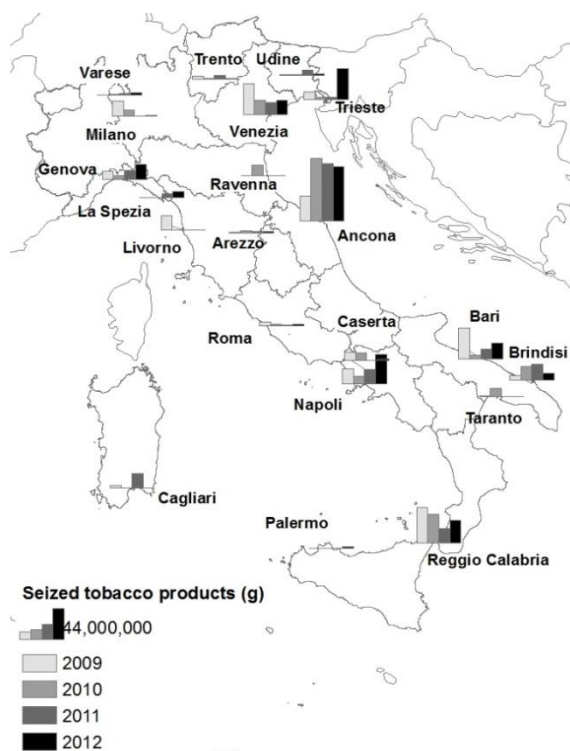 Varese
Trento
Udine
Trieste
Milano
Venezia
Genova
Ravenna
La Spezia
Livorno
Arezzo
Ancona
Roma
Caserta
Bari
Brindisi
Napoli
Taranto
Cagliari
Palermo
Reggio Calabria
Seized tobacco products (g)
44,000,000
2009
2010
2011
2012